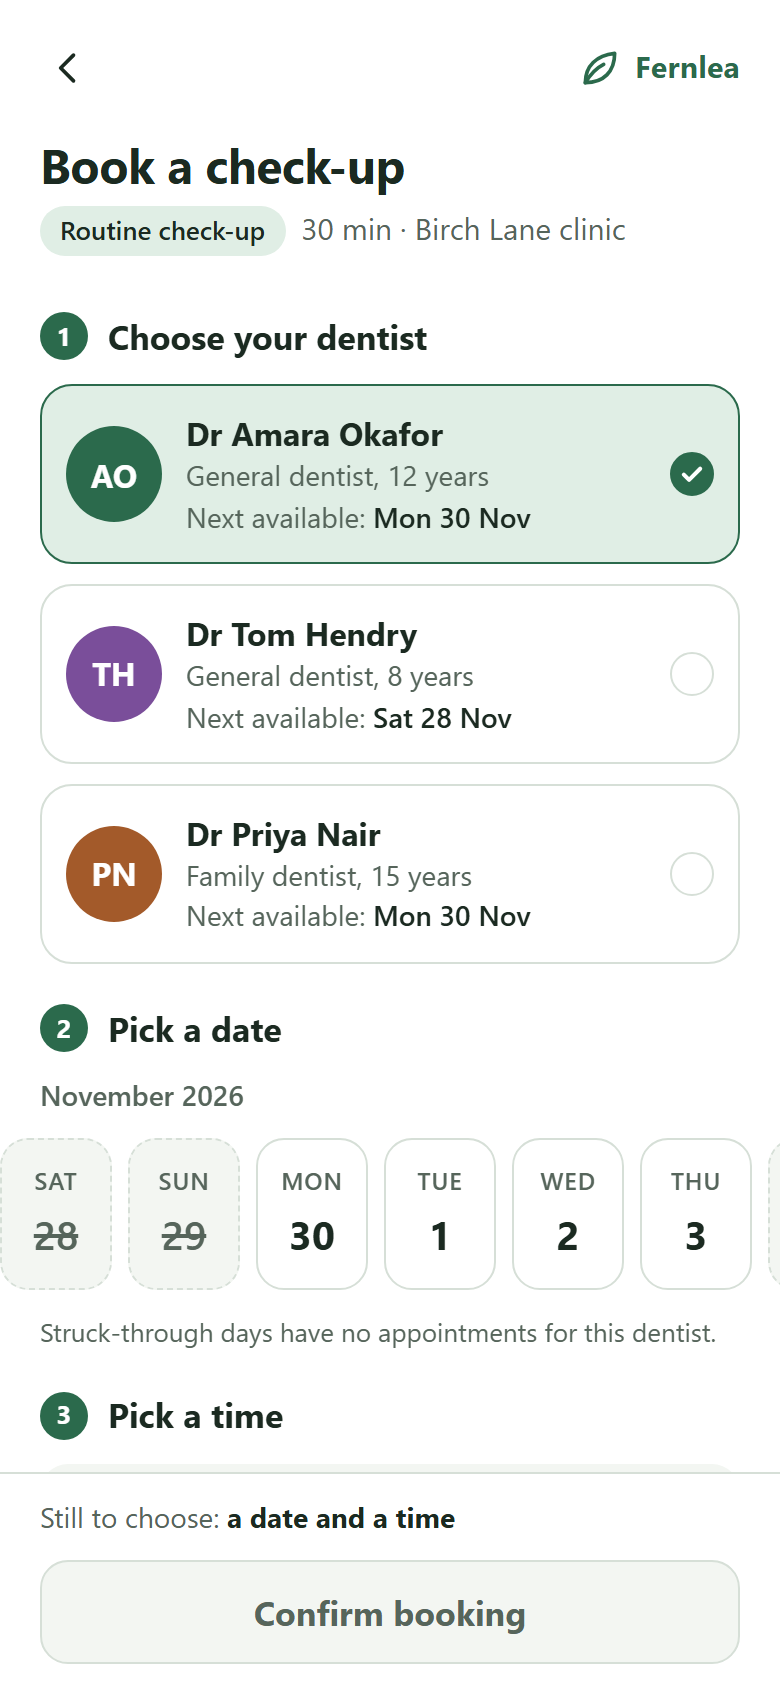 Fernlea
Book a check-up
Routine check-up
30 min · Birch Lane clinic
1 Choose your dentist
AO
Dr Amara Okafor
General dentist, 12 years
Next available: Mon 30 Nov
TH
Dr Tom Hendry
General dentist, 8 years
Next available: Sat 28 Nov
PN
Dr Priya Nair
Family dentist, 15 years
Next available: Mon 30 Nov
2 Pick a date
November 2026
SAT
28
SUN
29
MON
30
TUE
1
WED
2
THU
3
Struck-through days have no appointments for this dentist.
3 Pick a time
Still to choose: a date and a time
Confirm booking